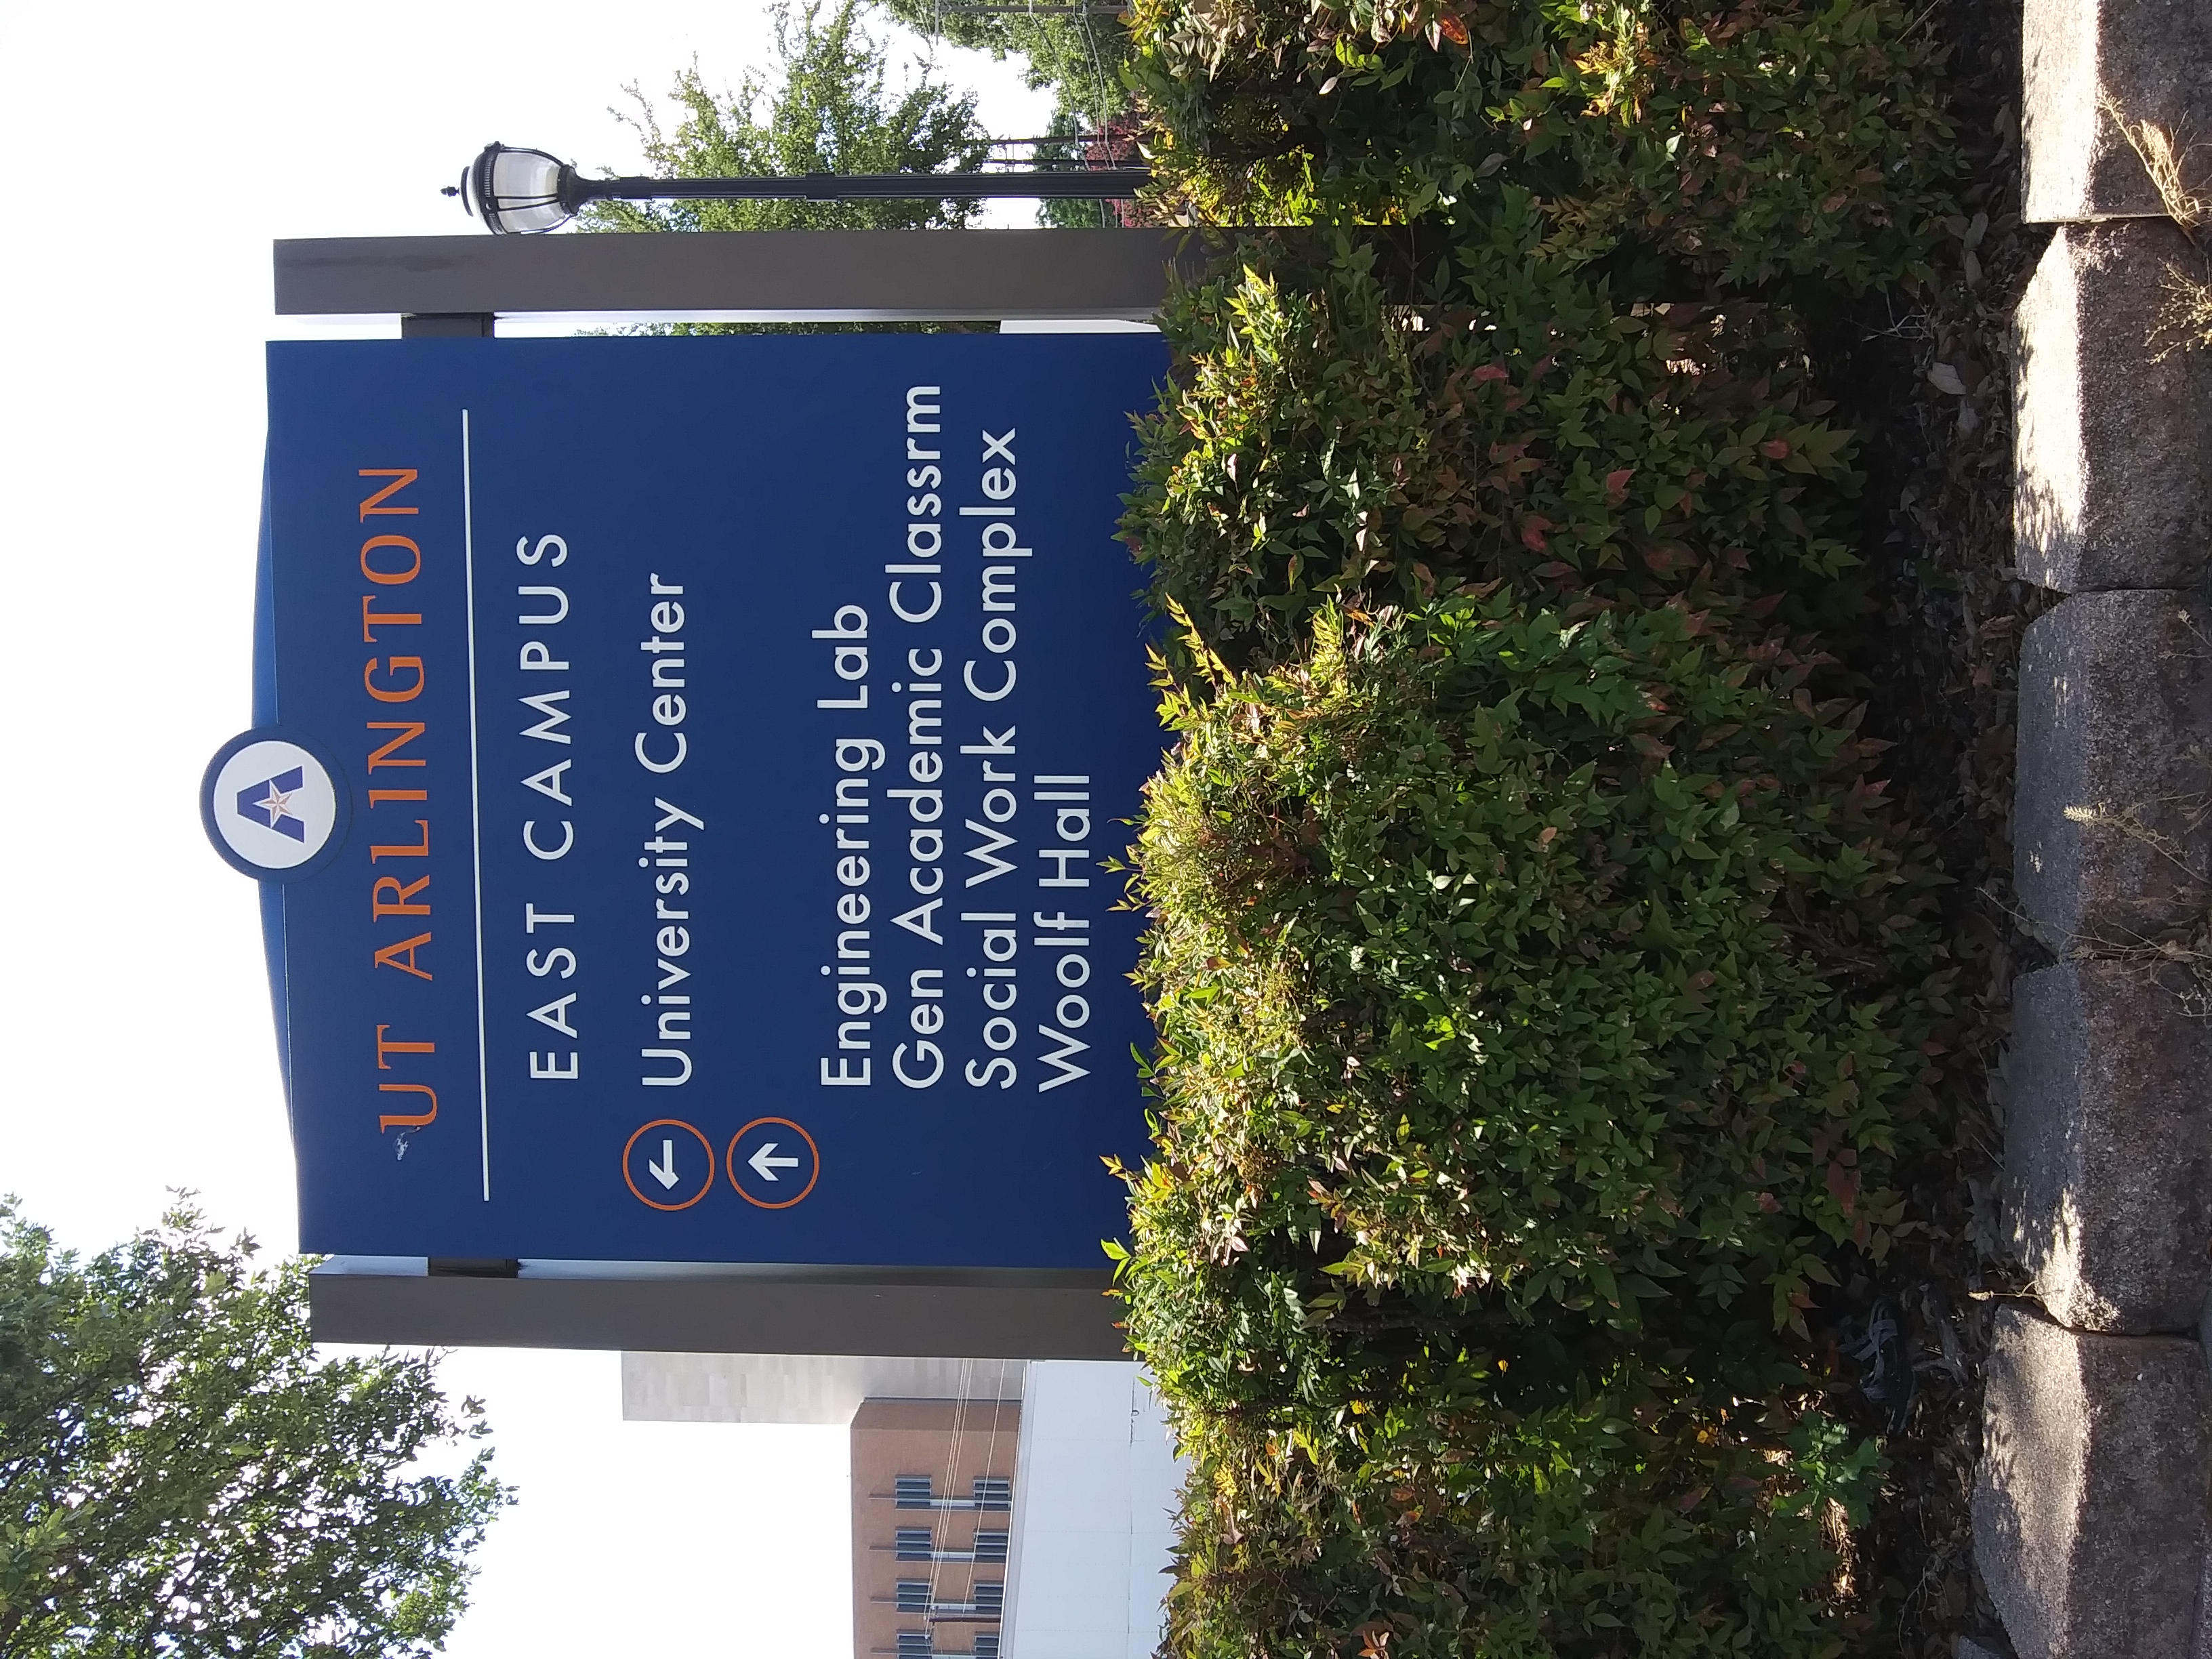 A
UT ARLINGTON
EAST CAMPUS
University Center
Engineering Lab
Gen Academic Classrm
Social Work Complex
Woolf Hall